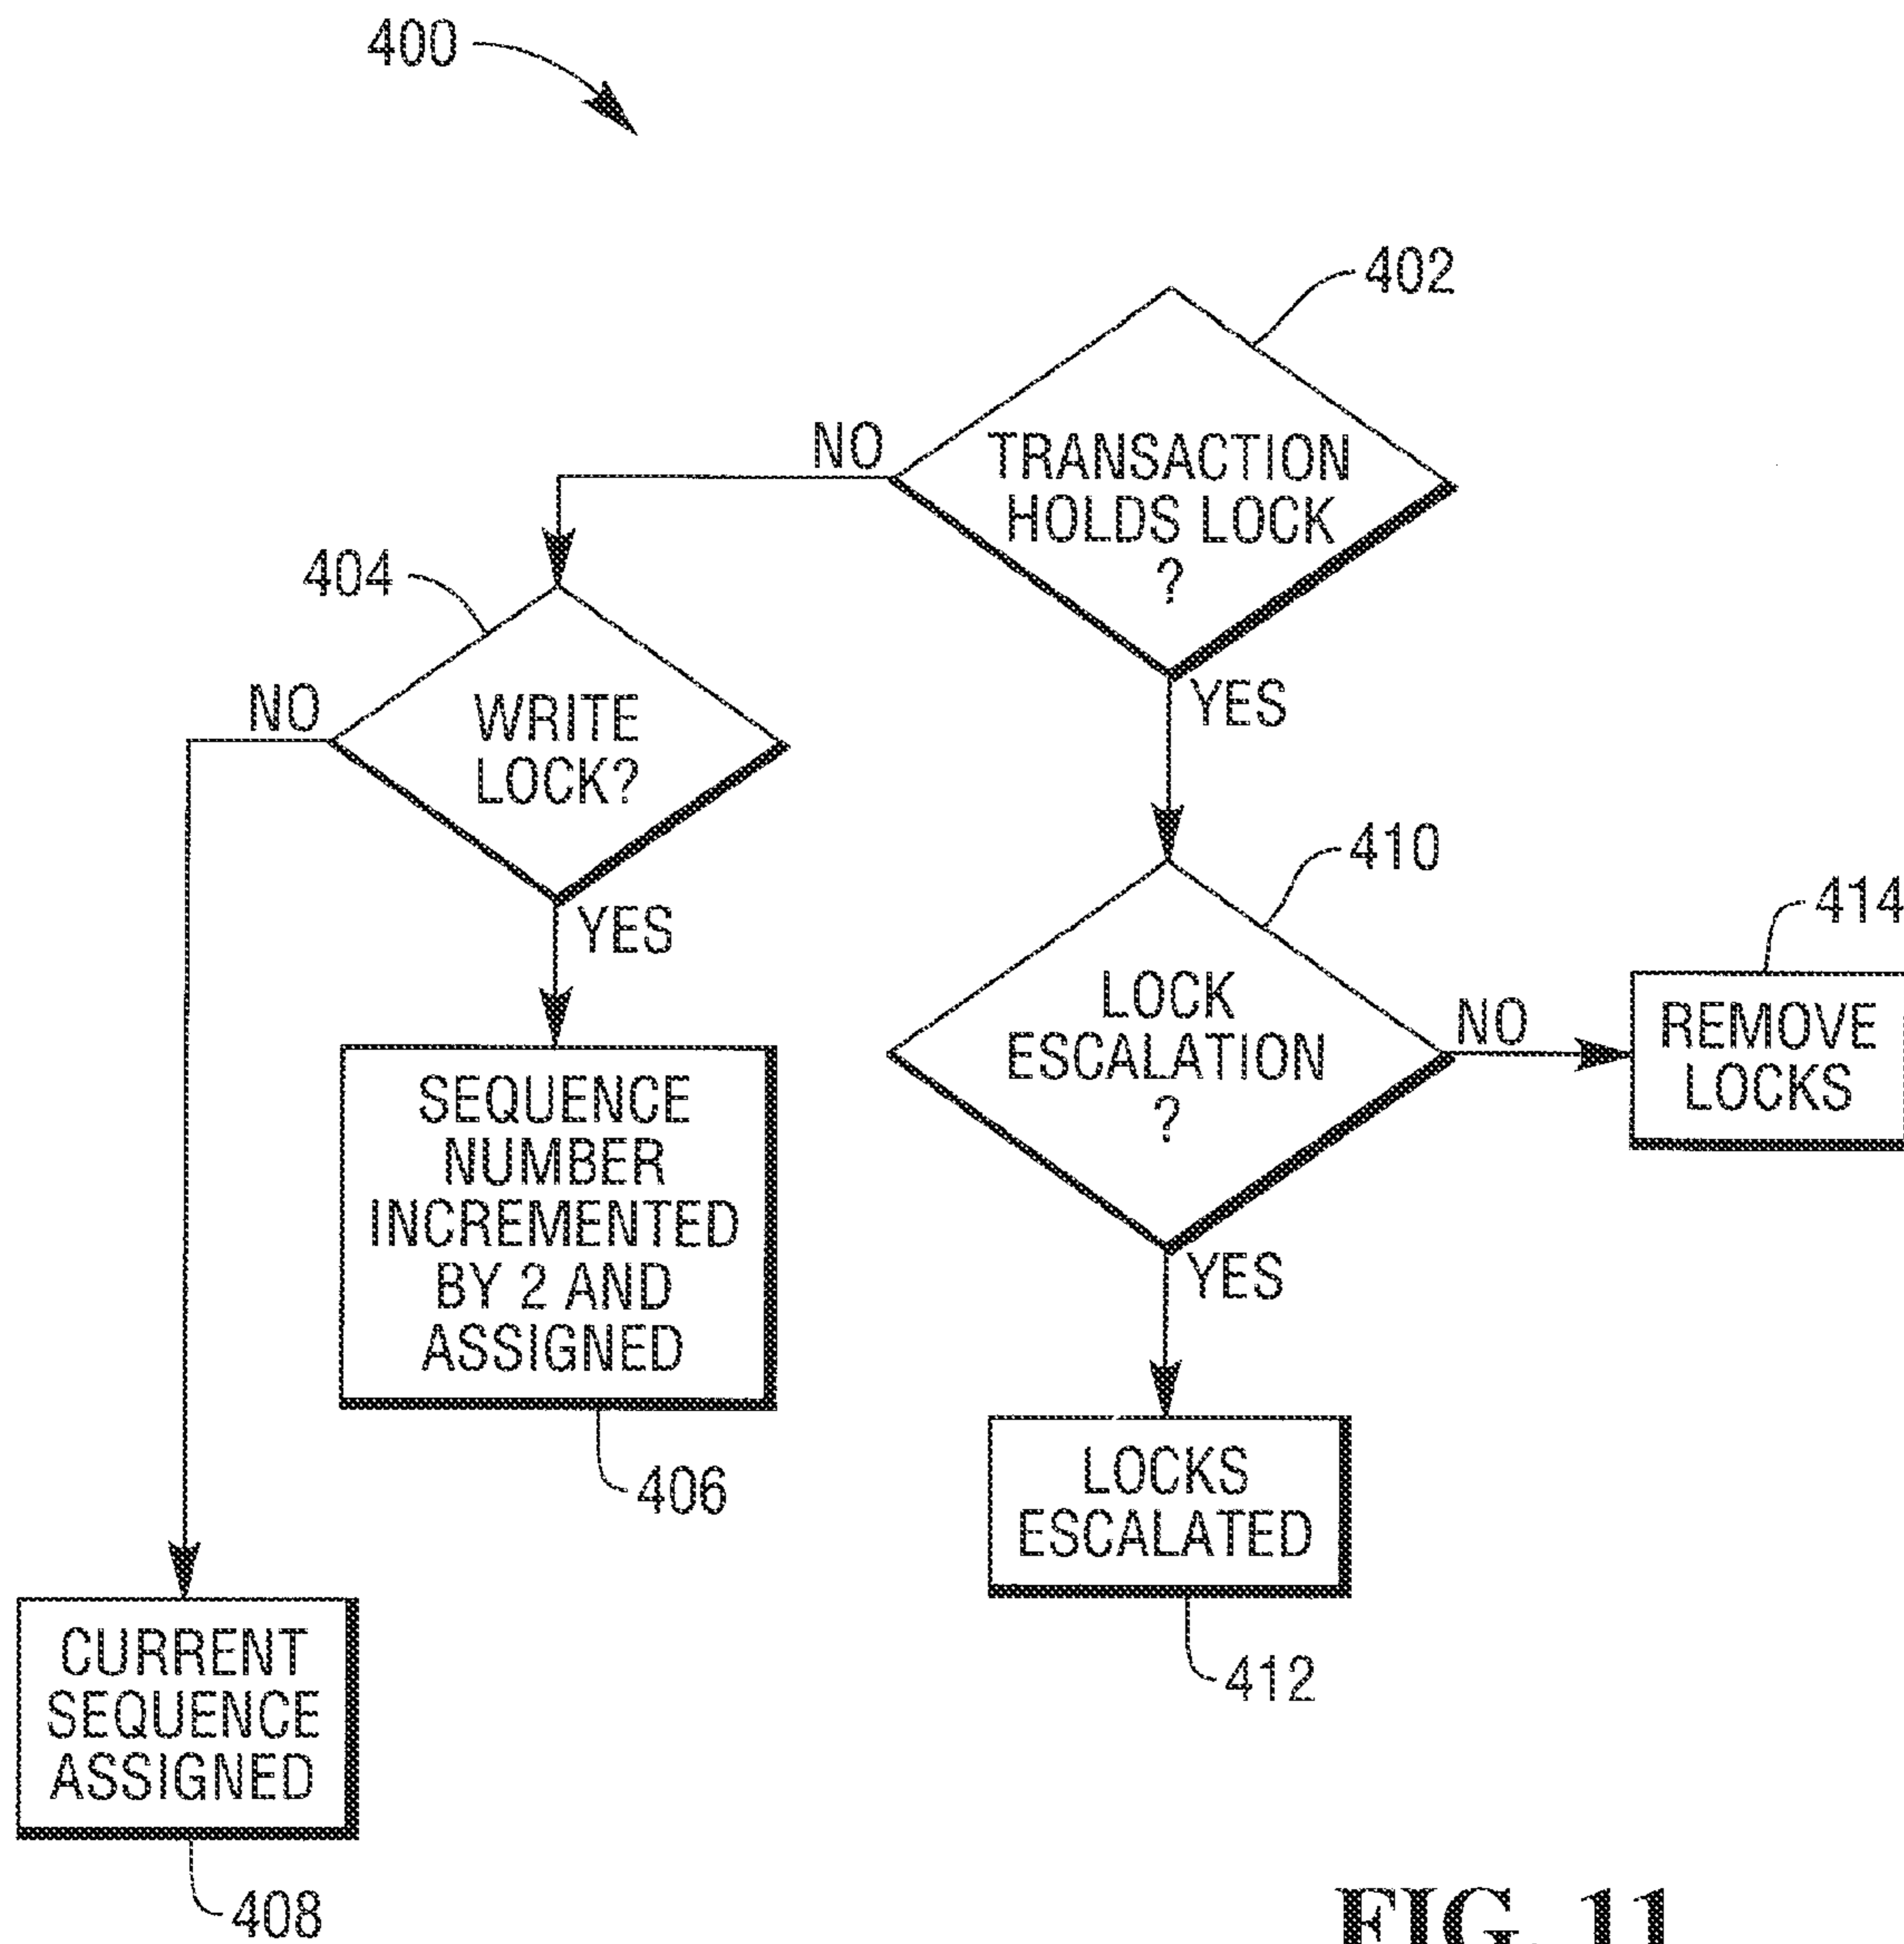 400
402
NO
TRANSACTION
HOLDS LOCK
?
YES
404
NO
WRITE
LOCK?
YES
410
LOCK
ESCALATION
?
NO
414
REMOVE
LOCKS
YES
SEQUENCE
NUMBER
INCREMENTED
BY 2 AND
ASSIGNED
406
LOCKS
ESCALATED
412
CURRENT
SEQUENCE
ASSIGNED
408
FIG. 11